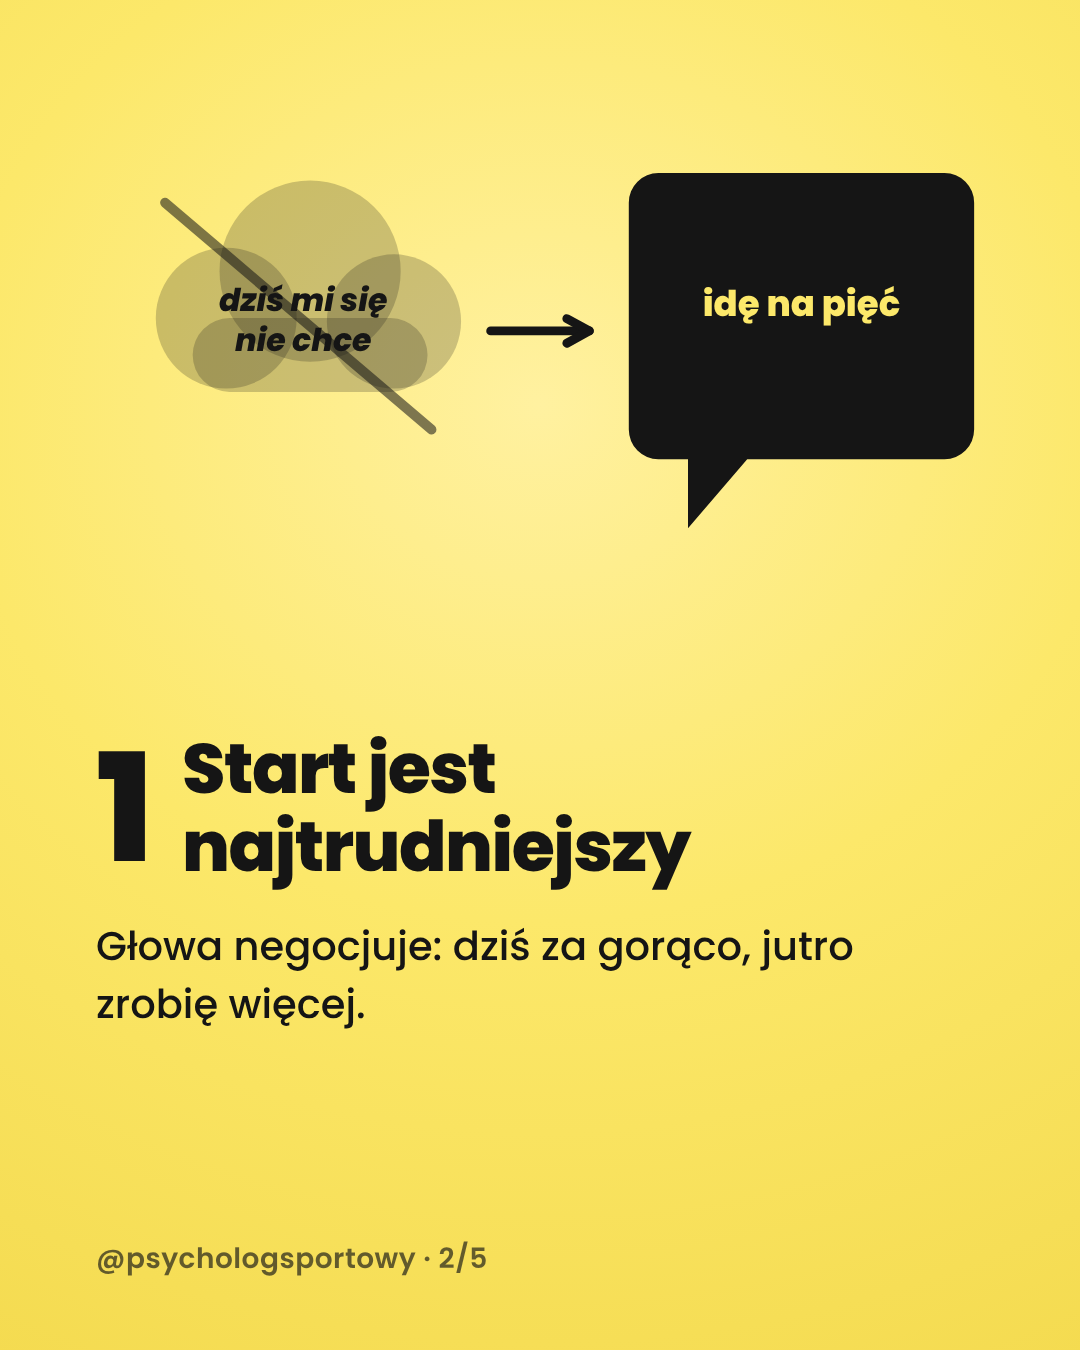 dziś mi się
nie chce
idę na pięć
1
Start jest
najtrudniejszy
Głowa negocjuje: dziś za gorąco, jutro
zrobię więcej.
@psychologsportowy · 2/5